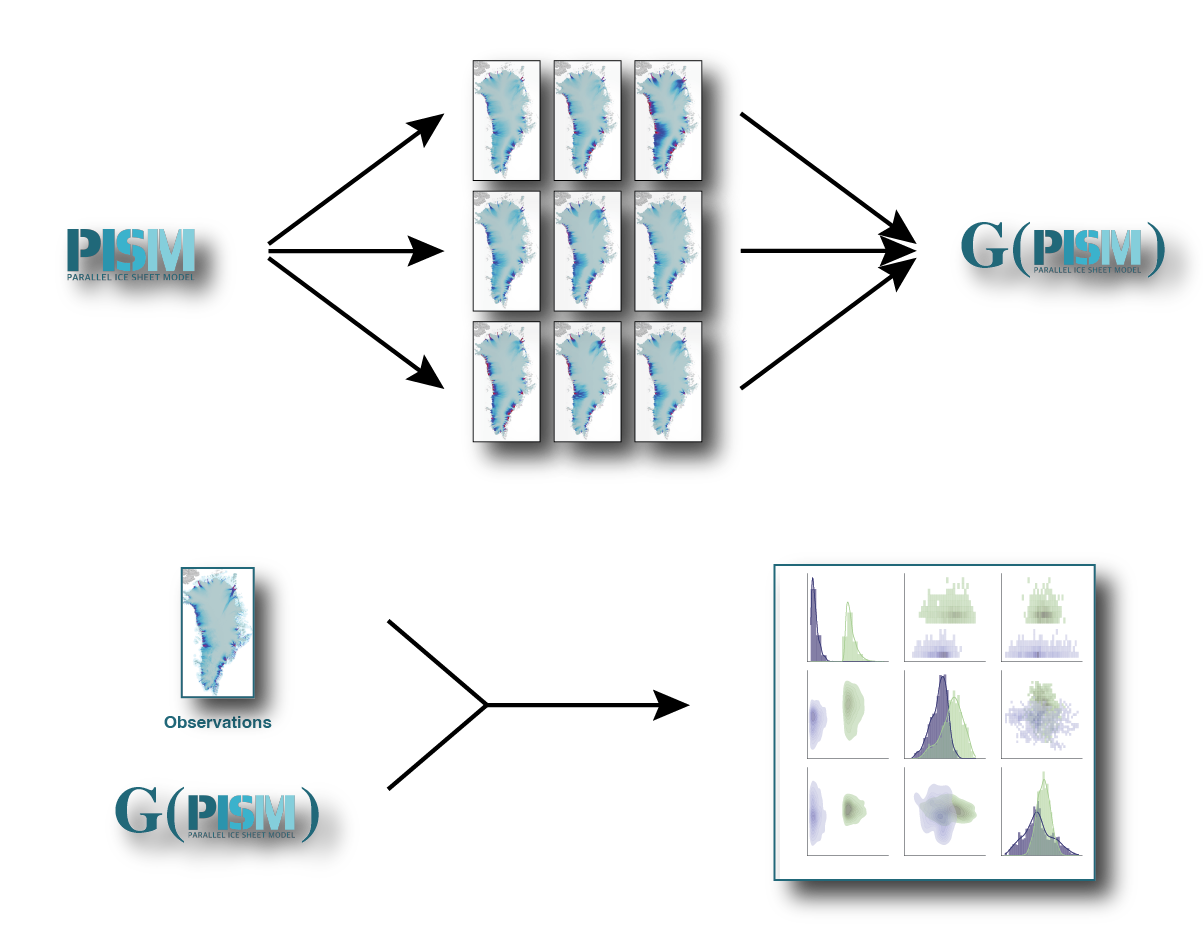 PISM
PARALLEL ICE SHEET MODEL
G(PISM)
PARALLEL ICE SHEET MODEL
Observations
G(PISM)
PARALLEL ICE SHEET MODEL